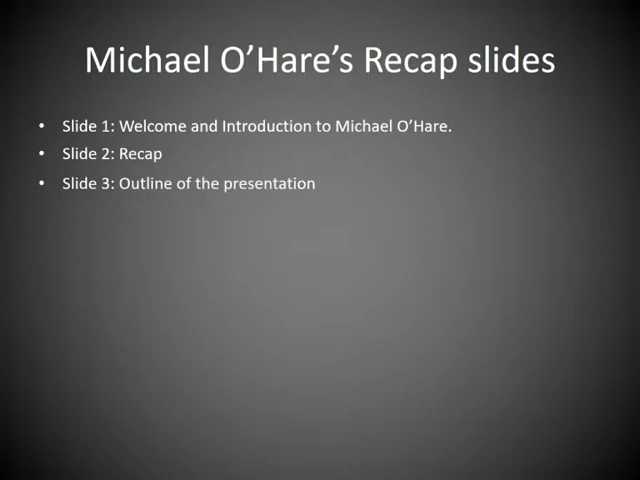 Michael O’Hare’s Recap slides
• Slide 1: Welcome and Introduction to Michael O’Hare.
• Slide 2: Recap
• Slide 3: Outline of the presentation